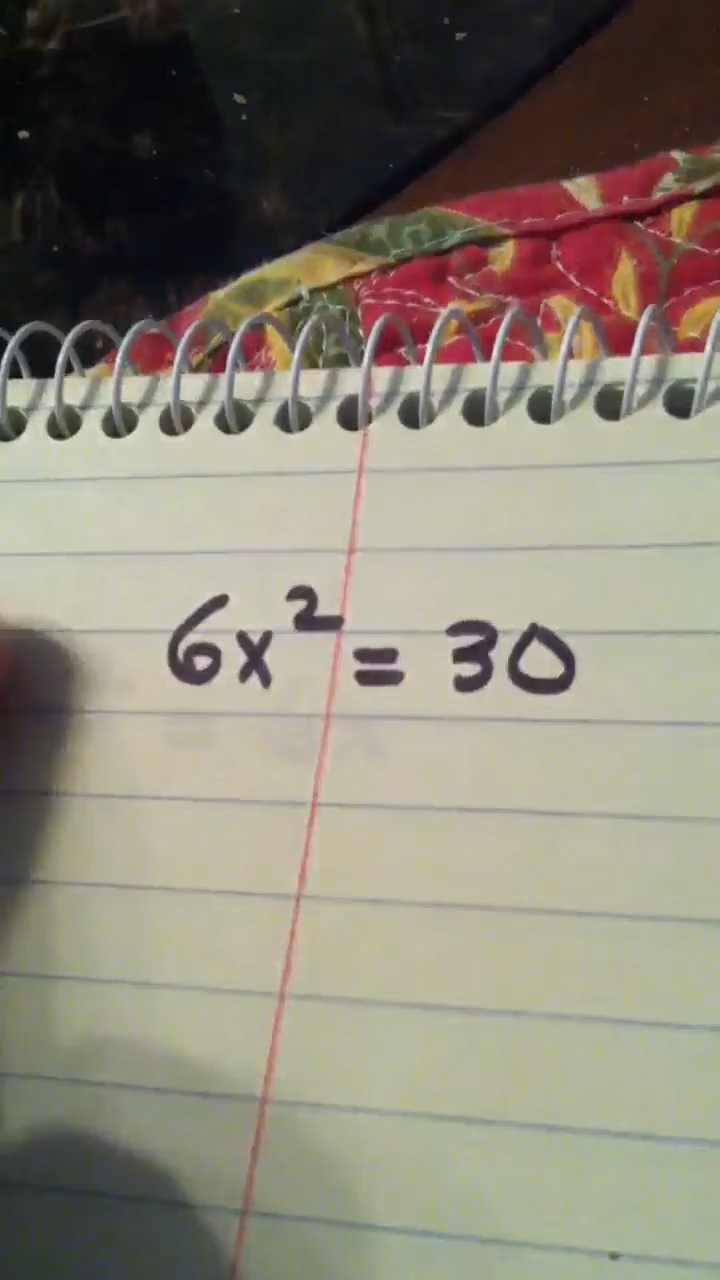 6x² = 30